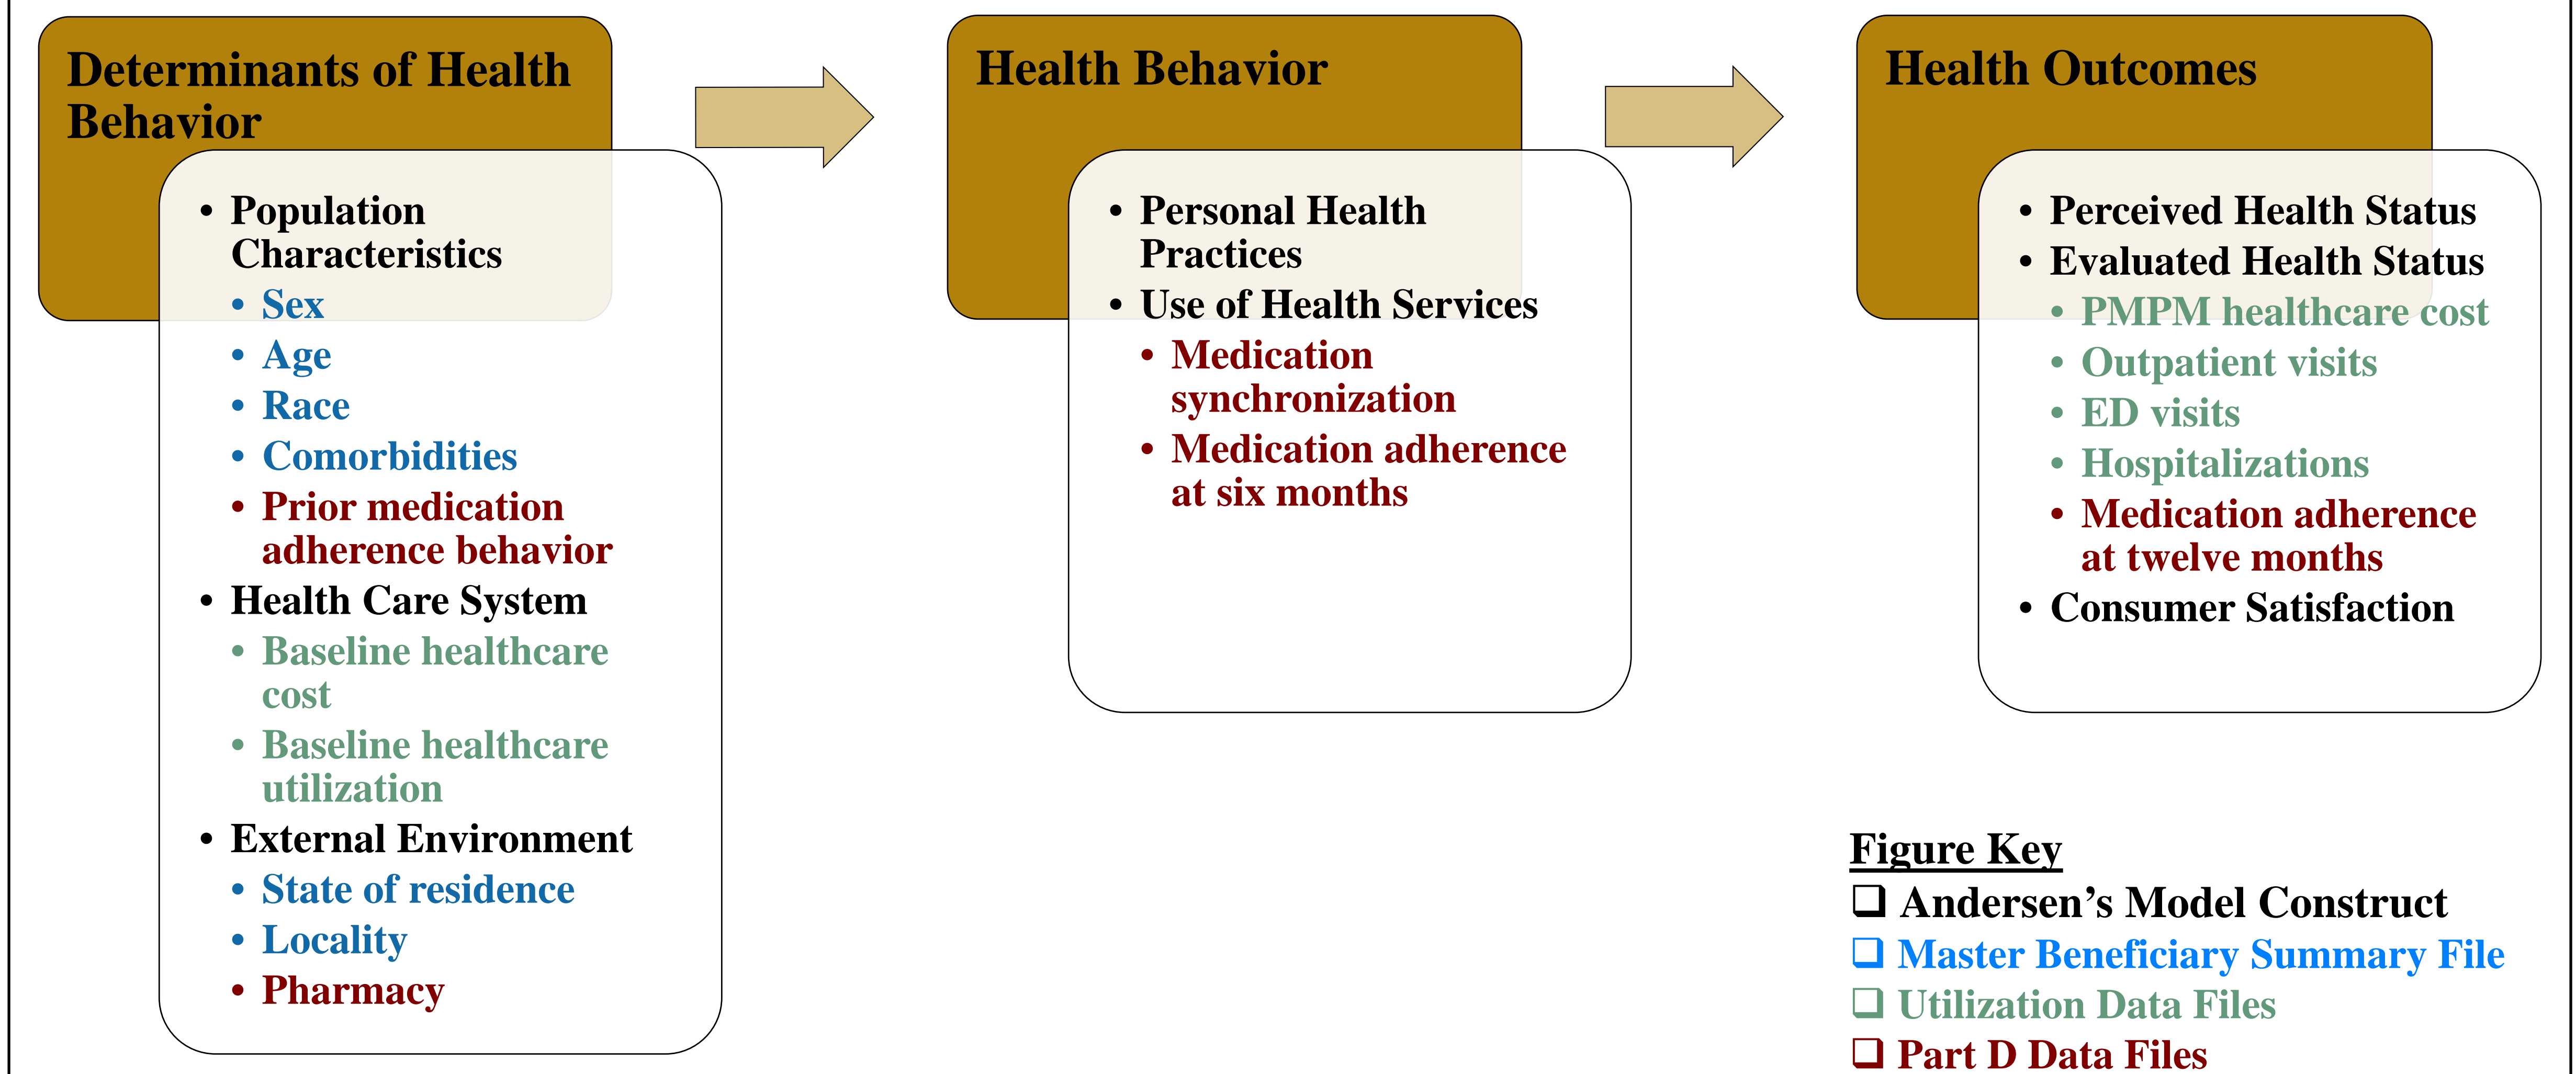 Determinants of Health
Behavior
• Population
Characteristics
• Sex
• Age
• Race
• Comorbidities
• Prior medication
adherence behavior
• Health Care System
• Baseline healthcare
cost
• Baseline healthcare
utilization
• External Environment
• State of residence
• Locality
• Pharmacy
Health Behavior
• Personal Health
Practices
• Use of Health Services
• Medication
synchronization
• Medication adherence
at six months
Health Outcomes
• Perceived Health Status
• Evaluated Health Status
• PMPM healthcare cost
• Outpatient visits
• ED visits
• Hospitalizations
• Medication adherence
at twelve months
• Consumer Satisfaction
Figure Key
❑ Andersen’s Model Construct
❑ Master Beneficiary Summary File
❑ Utilization Data Files
❑ Part D Data Files